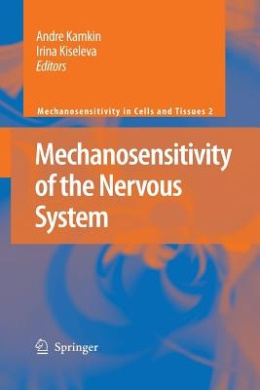 Andre Kamkin
Irina Kiseleva
Editors
Mechanosensitivity in Cells and Tissues 2
Mechanosensitivity
of the Nervous
System
Springer